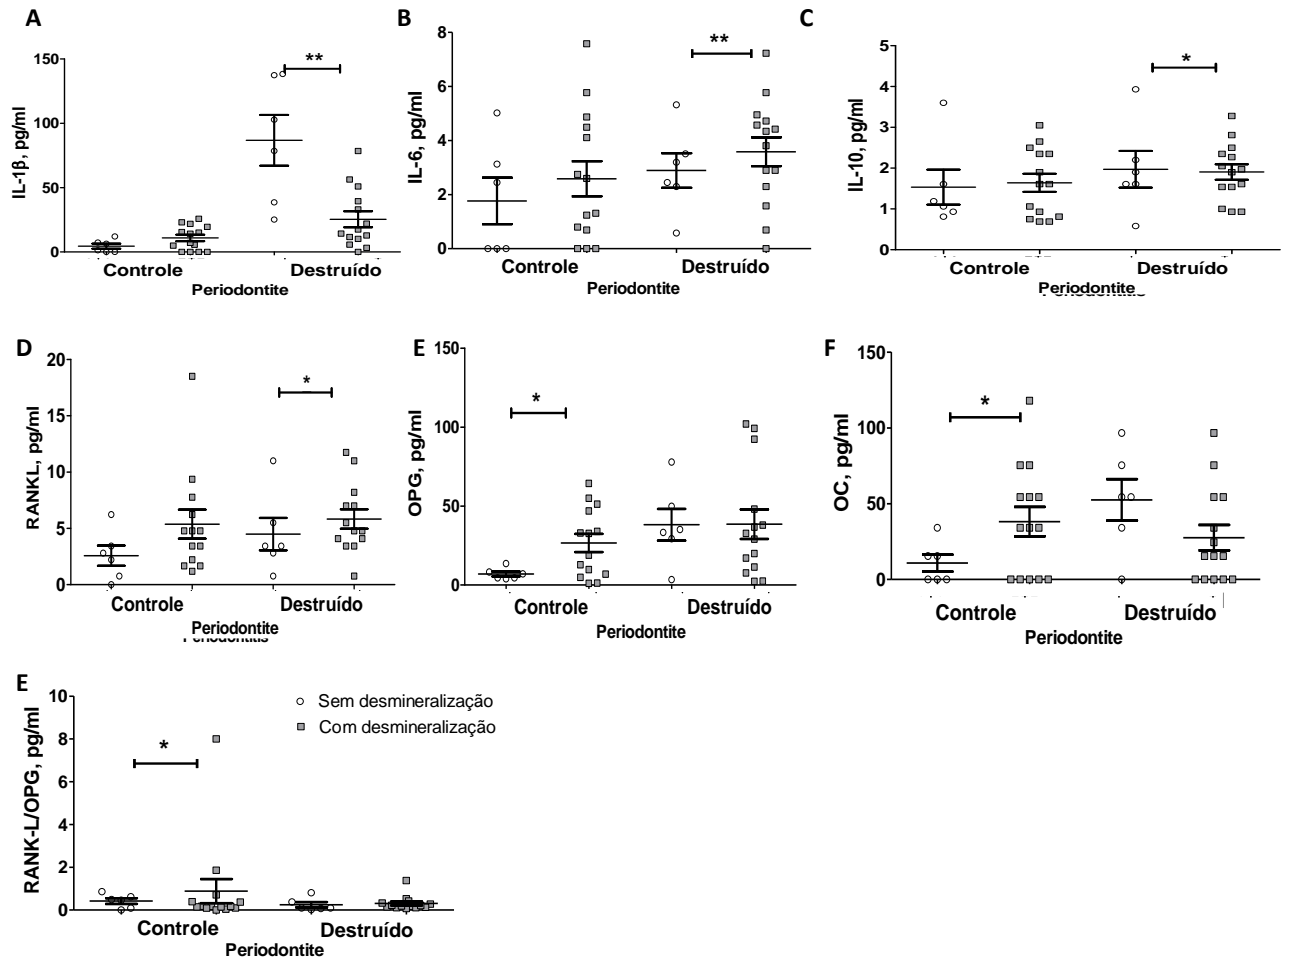 A
IL-1β, pg/ml
150
100
50
0
**
Controle
Destruído
Periodontite
B
IL-6, pg/ml
8
6
4
2
0
**
Controle
Destruído
Periodontite
C
IL-10, pg/ml
5
4
3
2
1
0
*
Controle
Destruído
Periodontite
D
RANKL, pg/ml
20
15
10
5
0
*
Controle
Destruído
Periodontite
E
OPG, pg/ml
150
100
50
0
*
Controle
Destruído
Periodontite
F
OC, pg/ml
150
100
50
0
*
Controle
Destruído
Periodontite
E
RANK-L/OPG, pg/ml
10
8
6
4
2
0
*
Controle
Destruído
Periodontite
Sem desmineralização
Com desmineralização